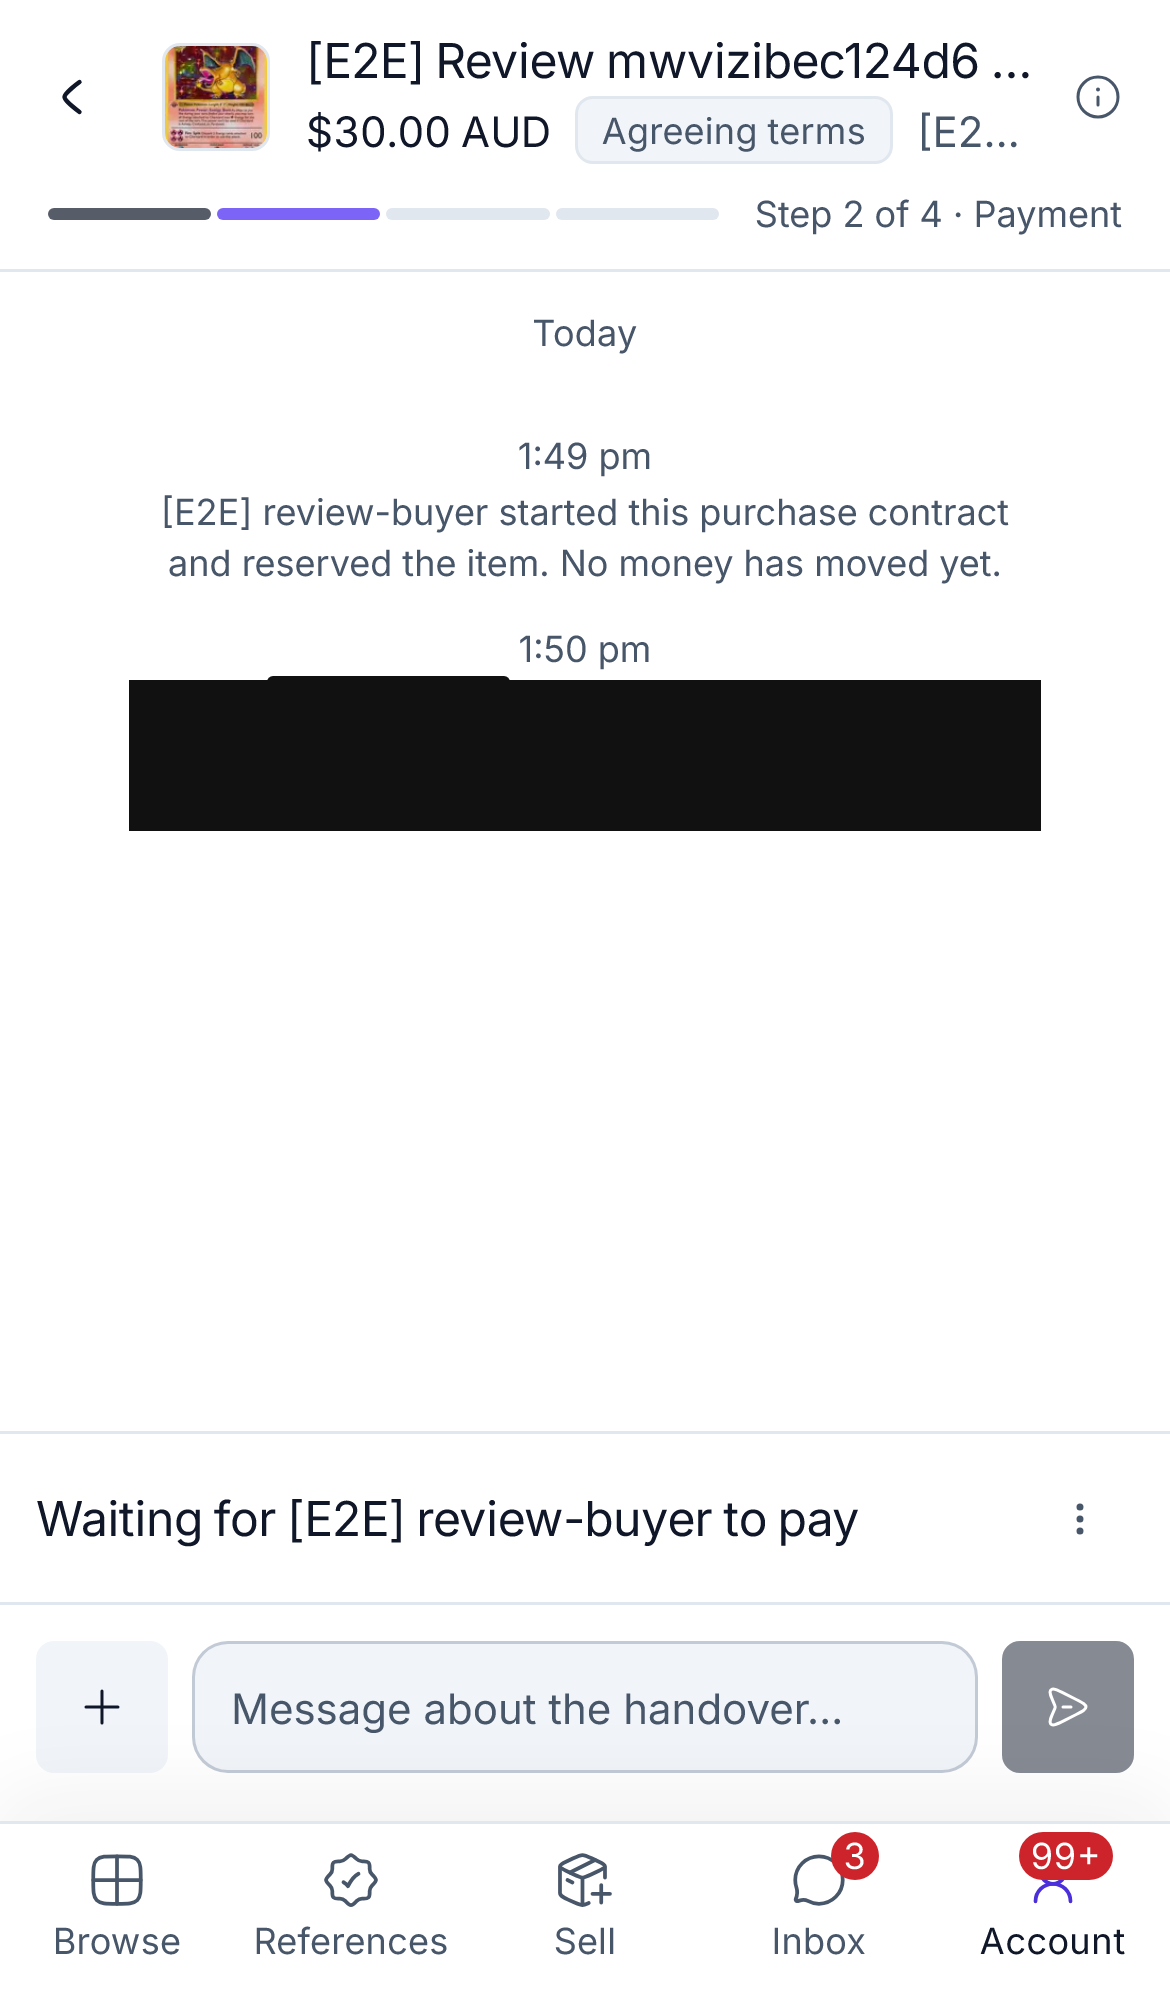 [E2E] Review mwvizibec124d6 ...
$30.00 AUD
Agreeing terms
[E2...
Step 2 of 4 · Payment
Today
1:49 pm
[E2E] review-buyer started this purchase contract
and reserved the item. No money has moved yet.
1:50 pm
Waiting for [E2E] review-buyer to pay
Message about the handover...
3
99+
Browse
References
Sell
Inbox
Account